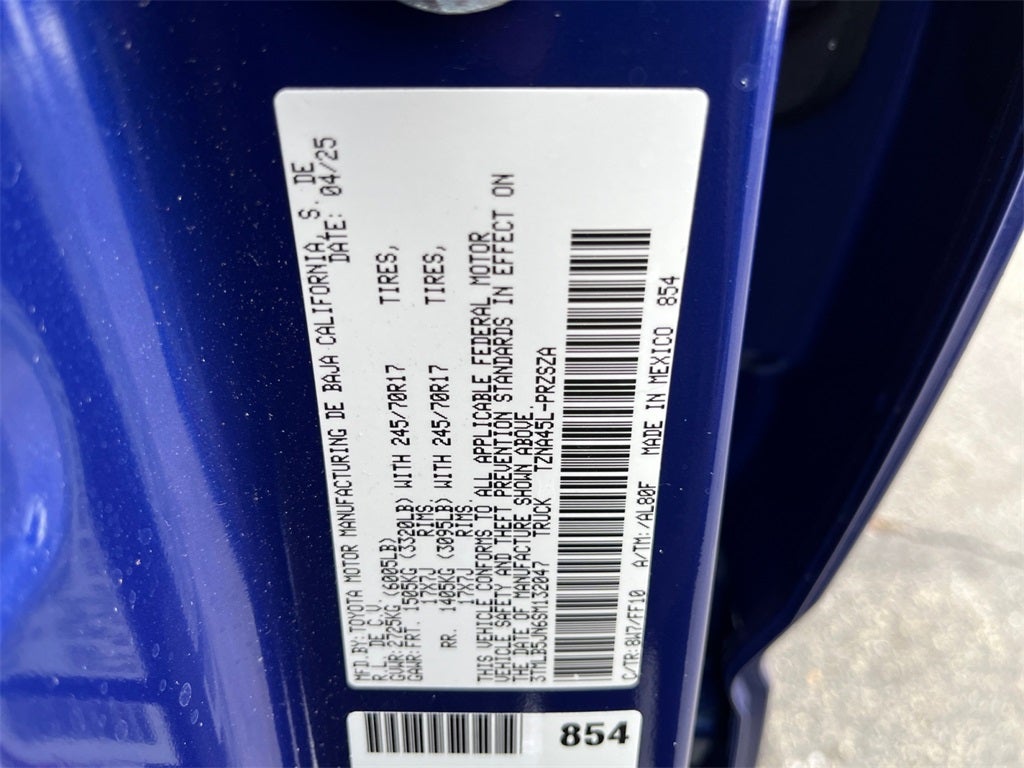 MFD.BY:TOYOTA MOTOR MANUFACTURING DE BAJA CALIFORNIA, S. DE
R.L. DE C.V. DATE: 04/25
GVWR:2725KG (6005LB)
GAWR:FRT. 1505KG (3320LB) WITH 245/70R17 TIRES,
17X7J RIMS,
RR. 1405KG (3095LB) WITH 245/70R17 TIRES,
17X7J RIMS.
THIS VEHICLE CONFORMS TO ALL APPLICABLE FEDERAL MOTOR
VEHICLE SAFETY AND THEFT PREVENTION STANDARDS IN EFFECT ON
THE DATE OF MANUFACTURE SHOWN ABOVE.
3TMLB5JN6SM132047 TRUCK TZNA45L-PRZSZA
C/TR:8W7/FF10 A/TM:/AL80F MADE IN MEXICO 854
854